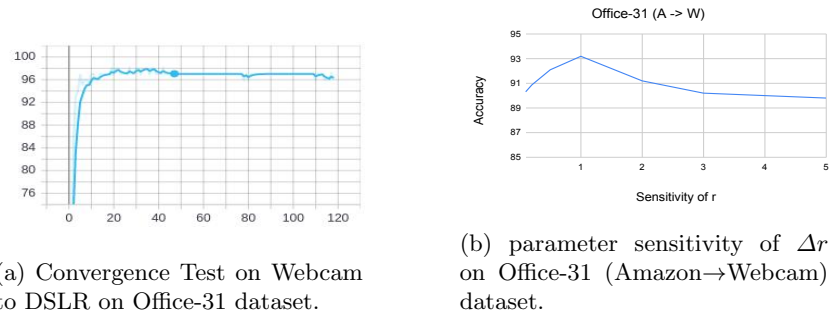 100
96
92
88
84
80
76
0 20 40 60 80 100 120
(a) Convergence Test on Webcam
to DSLR on Office-31 dataset.
Office-31 (A -> W)
Accuracy
95
93
91
89
87
85
1 2 3 4 5
Sensitivity of r
(b) parameter sensitivity of Δr
on Office-31 (Amazon→Webcam)
dataset.